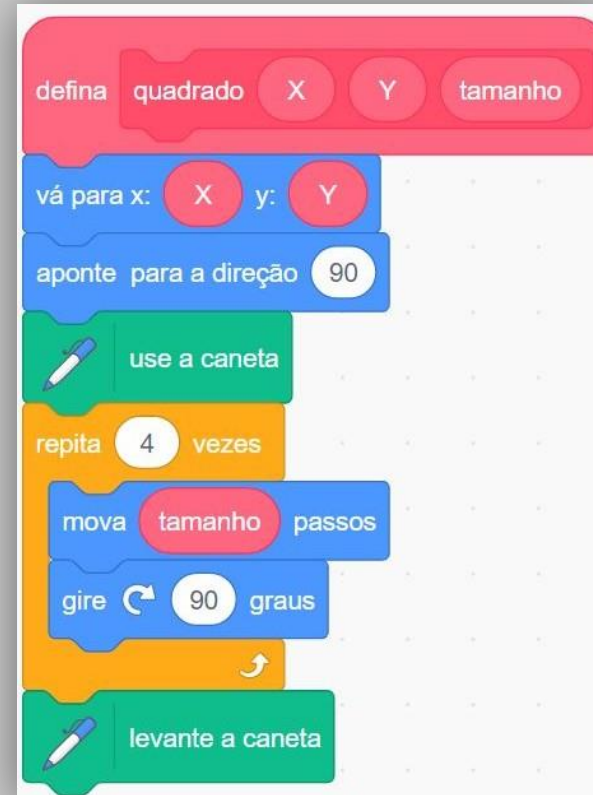 defina quadrado X Y tamanho
vá para x: X y: Y
aponte para a direção 90
use a caneta
repita 4 vezes
mova tamanho passos
gire 90 graus
levante a caneta